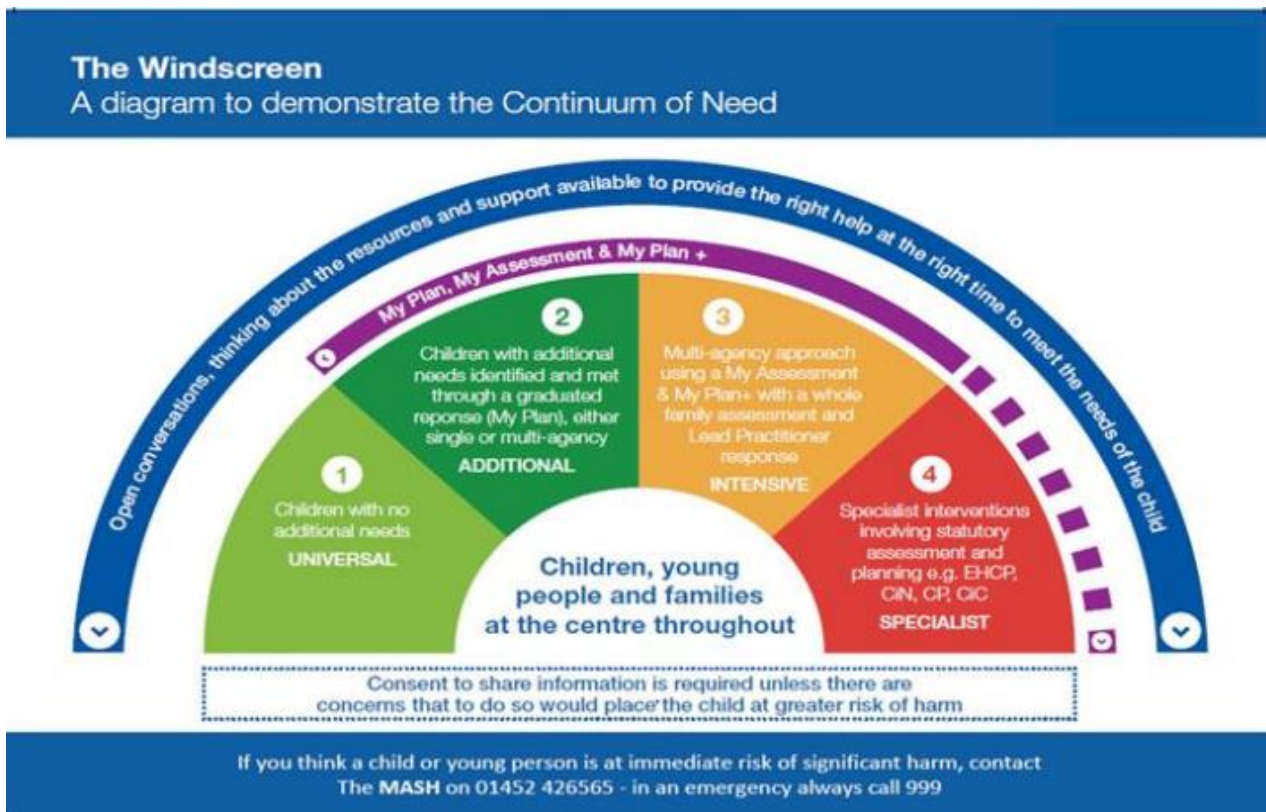 The Windscreen
A diagram to demonstrate the Continuum of Need
Open conversations, thinking about the resources and support available to provide the right help at the right time to meet the needs of the child
My Plan, My Assessment & My Plan +
1
Children with no
additional needs
UNIVERSAL
2
Children with additional
needs identified and met
through a graduated
reponse (My Plan), either
single or multi-agency
ADDITIONAL
3
Multi-agency approach
using a My Assessment
& My Plan+ with a whole
family assessment and
Lead Practitioner
response
INTENSIVE
4
Specialist interventions
involving statutory
assessment and
planning e.g. EHCP,
CiN, CP, CiC
SPECIALIST
Children, young
people and families
at the centre throughout
Consent to share information is required unless there are
concerns that to do so would place the child at greater risk of harm
If you think a child or young person is at immediate risk of significant harm, contact
The MASH on 01452 426565 - in an emergency always call 999